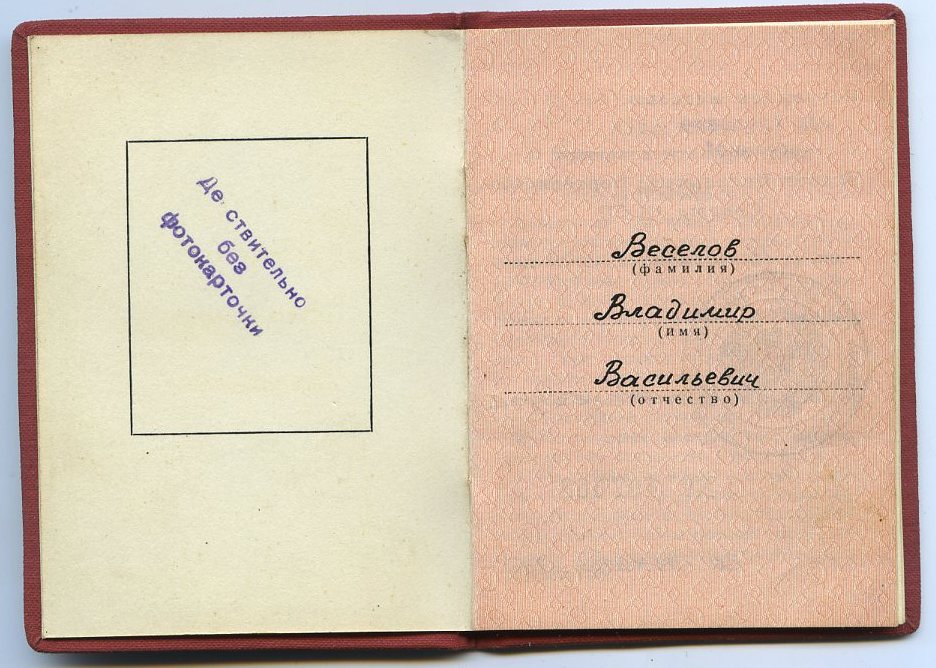 Де ствительно
без
фотокарточки
Веселов
(фамилия)
Владимир
(имя)
Васильевич
(отчество)